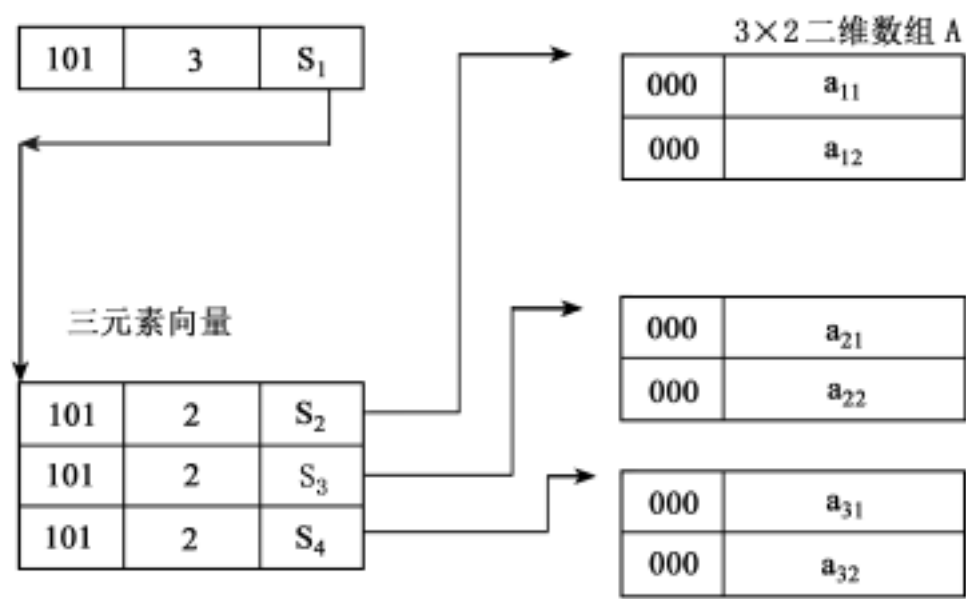 3×2二维数组 A
101 3 S₁
000 a₁₁
000 a₁₂
三元素向量
000 a₂₁
000 a₂₂
101 2 S₂
101 2 S₃
101 2 S₄
000 a₃₁
000 a₃₂